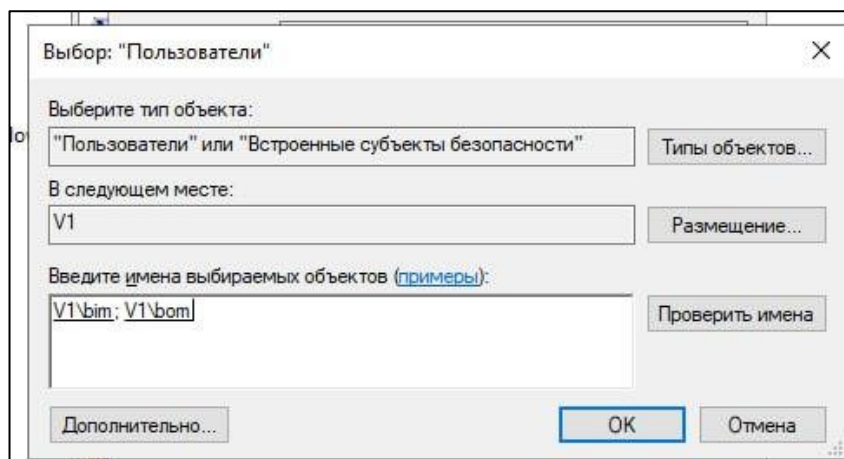 Выбор: "Пользователи"
Выберите тип объекта:
"Пользователи" или "Встроенные субъекты безопасности"
Типы объектов...
В следующем месте:
V1
Размещение...
Введите имена выбираемых объектов (примеры):
V1\bim; V1\bom
Проверить имена
Дополнительно...
OK
Отмена